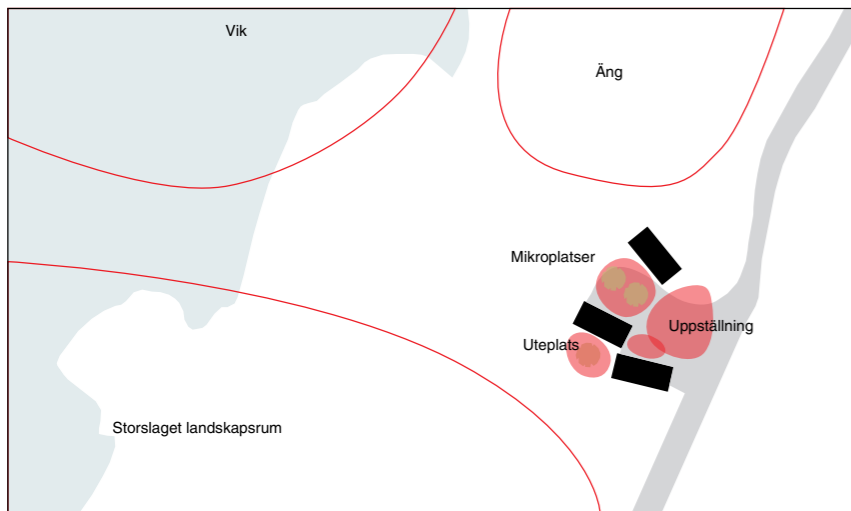 Vik
Äng
Mikroplatser
Uppställning
Uteplats
Storslaget landskapsrum